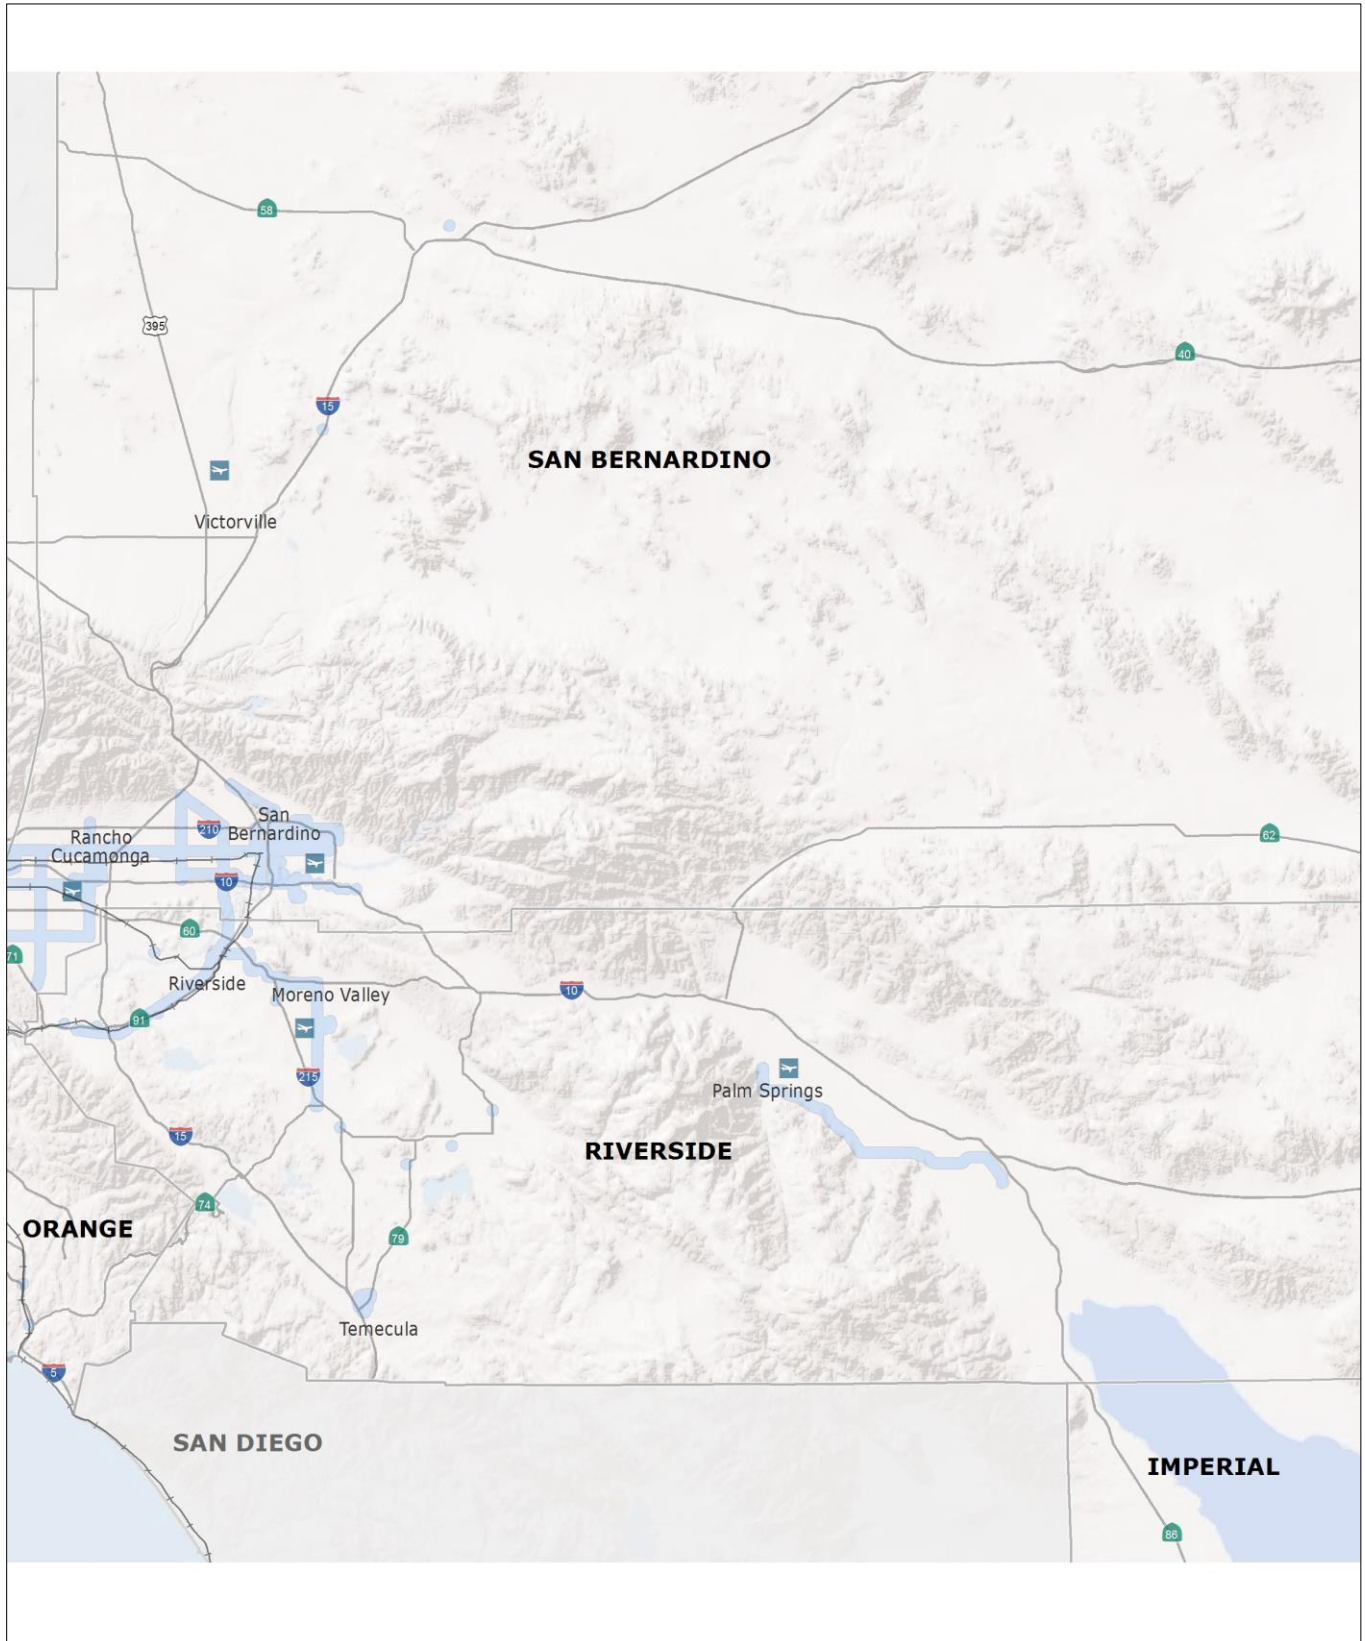 58
395
40
15
SAN BERNARDINO
Victorville
San
Bernardino
210
62
Rancho
Cucamonga
10
60
71
Riverside
Moreno Valley
10
91
215
Palm Springs
15
RIVERSIDE
74
ORANGE
79
Temecula
5
SAN DIEGO
IMPERIAL
86